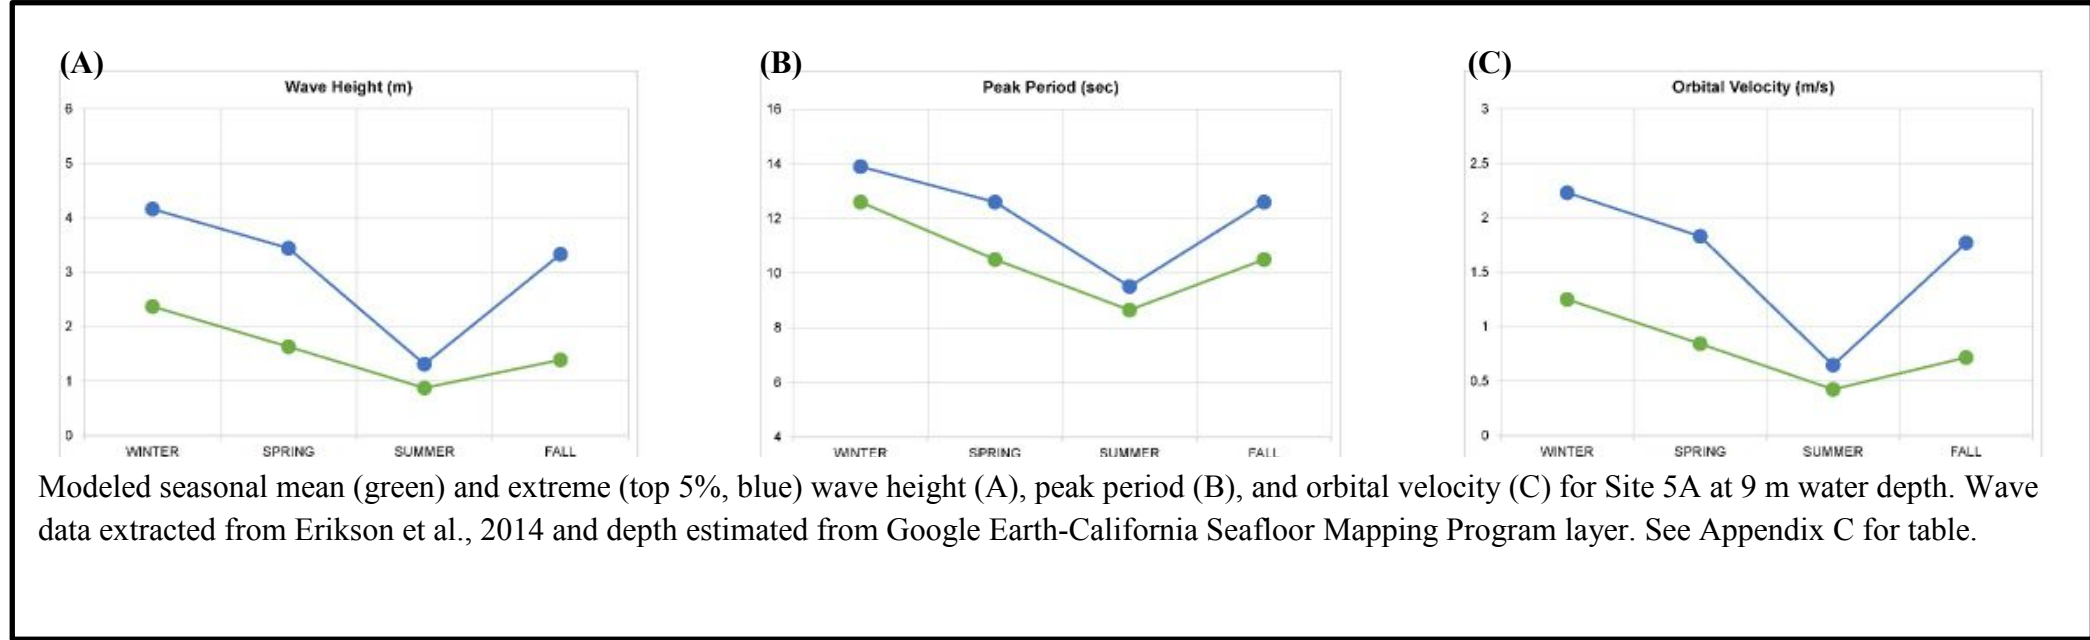 (A)
Wave Height (m)
6
5
4
3
2
1
0
WINTER SPRING SUMMER FALL
(B)
Peak Period (sec)
16
14
12
10
8
6
4
WINTER SPRING SUMMER FALL
(C)
Orbital Velocity (m/s)
3
2.5
2
1.5
1
0.5
0
WINTER SPRING SUMMER FALL
Modeled seasonal mean (green) and extreme (top 5%, blue) wave height (A), peak period (B), and orbital velocity (C) for Site 5A at 9 m water depth. Wave
data extracted from Erikson et al., 2014 and depth estimated from Google Earth-California Seafloor Mapping Program layer. See Appendix C for table.